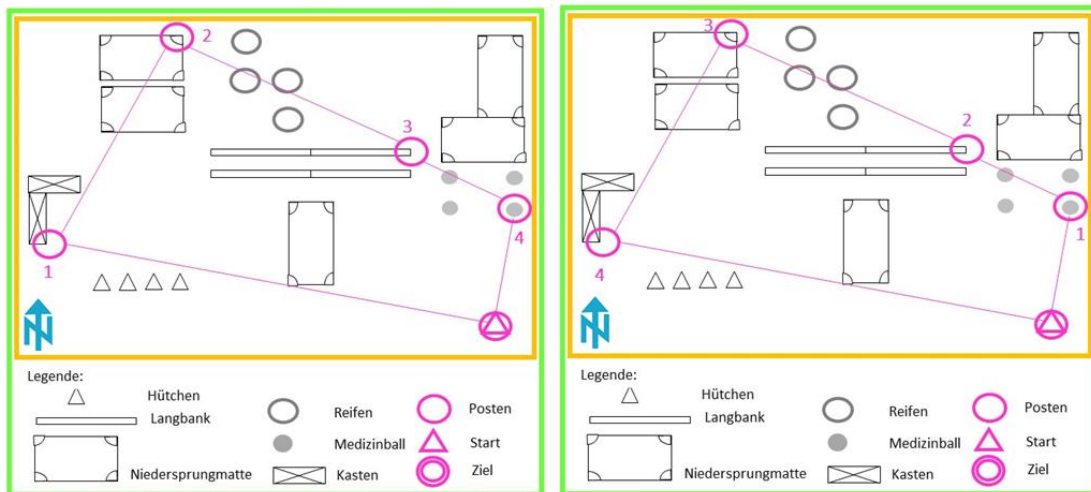 2
3
4
1
N
Legende:
Hütchen
Langbank
Niedersprungmatte
Reifen
Medizinball
Kasten
Posten
Start
Ziel
3
2
1
4
N
Legende:
Hütchen
Langbank
Niedersprungmatte
Reifen
Medizinball
Kasten
Posten
Start
Ziel